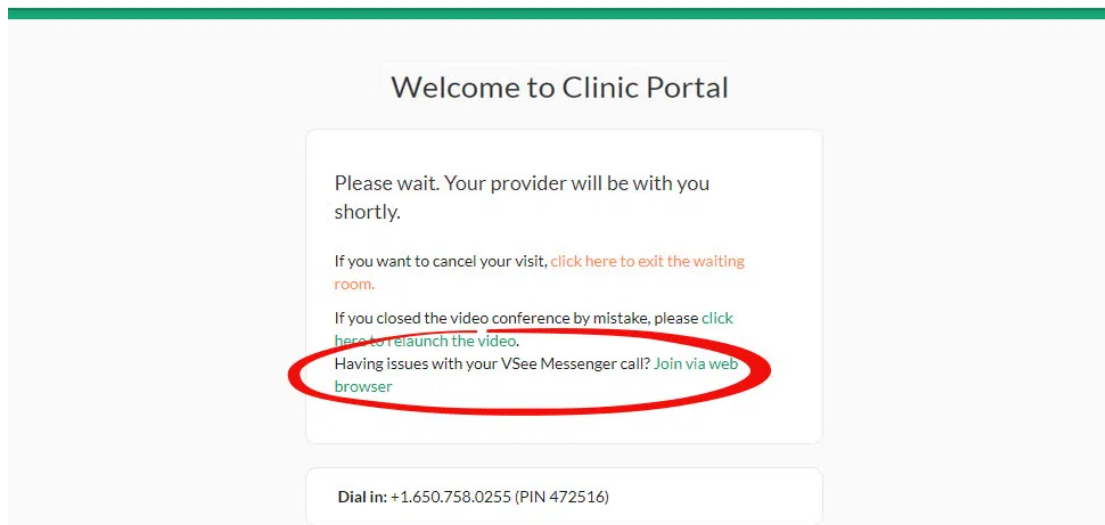 Welcome to Clinic Portal
Please wait. Your provider will be with you
shortly.
If you want to cancel your visit, click here to exit the waiting
room.
If you closed the video conference by mistake, please click
here to relaunch the video.
Having issues with your VSee Messenger call? Join via web
browser
Dial in: +1.650.758.0255 (PIN 472516)